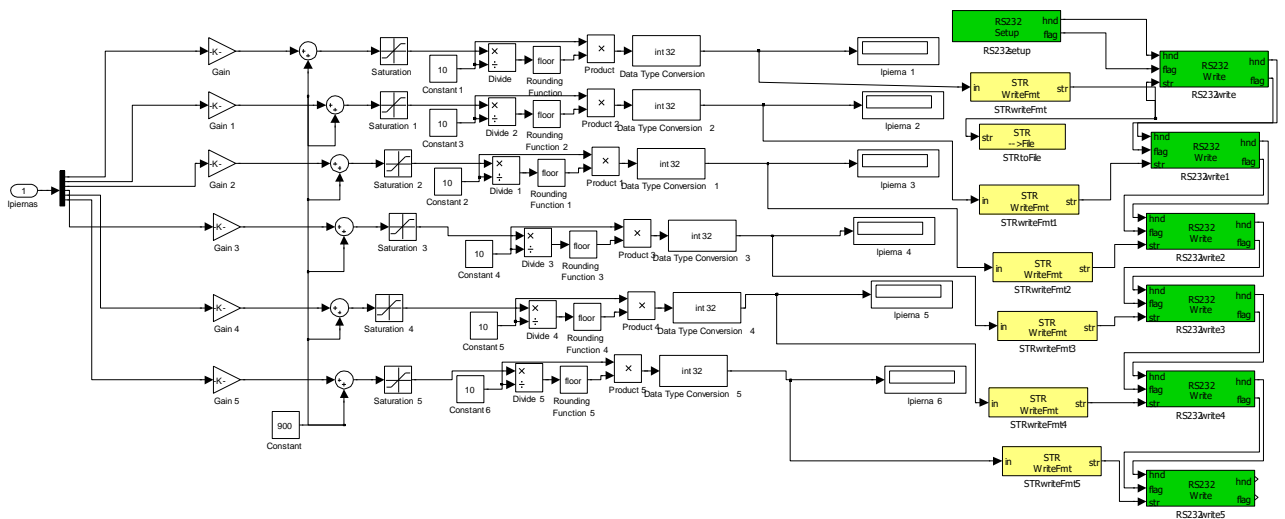 1
Ipiernas
-K-
Gain
Saturation
10
Constant 1
×
÷
Divide
floor
Rounding
Function
×
Product
int 32
Data Type Conversion
Ipierna 1
RS232
Setup
hnd
flag
RS232setup
in
STR
WriteFmt
str
STRwriteFmt
hnd
flag
str
RS232
Write
hnd
flag
RS232write
str
STR
-->File
STRtoFile
-K-
Gain 1
Saturation 1
10
Constant 3
×
÷
Divide 2
floor
Rounding
Function 2
×
Product 2
int 32
Data Type Conversion 2
Ipierna 2
in
STR
WriteFmt
str
STRwriteFmt1
hnd
flag
str
RS232
Write
hnd
flag
RS232write1
-K-
Gain 2
Saturation 2
10
Constant 2
×
÷
Divide 1
floor
Rounding
Function 1
×
Product 1
int 32
Data Type Conversion 1
Ipierna 3
in
STR
WriteFmt
str
STRwriteFmt2
hnd
flag
str
RS232
Write
hnd
flag
RS232write2
-K-
Gain 3
Saturation 3
10
Constant 4
×
÷
Divide 3
floor
Rounding
Function 3
×
Product 3
int 32
Data Type Conversion 3
Ipierna 4
in
STR
WriteFmt
str
STRwriteFmt3
hnd
flag
str
RS232
Write
hnd
flag
RS232write3
-K-
Gain 4
Saturation 4
10
Constant 5
×
÷
Divide 4
floor
Rounding
Function 4
×
Product 4
int 32
Data Type Conversion 4
Ipierna 5
in
STR
WriteFmt
str
STRwriteFmt4
hnd
flag
str
RS232
Write
hnd
flag
RS232write4
-K-
Gain 5
Saturation 5
10
Constant 6
×
÷
Divide 5
floor
Rounding
Function 5
×
Product 5
int 32
Data Type Conversion 5
Ipierna 6
in
STR
WriteFmt
str
STRwriteFmt5
hnd
flag
str
RS232
Write
hnd
flag
RS232write5
900
Constant